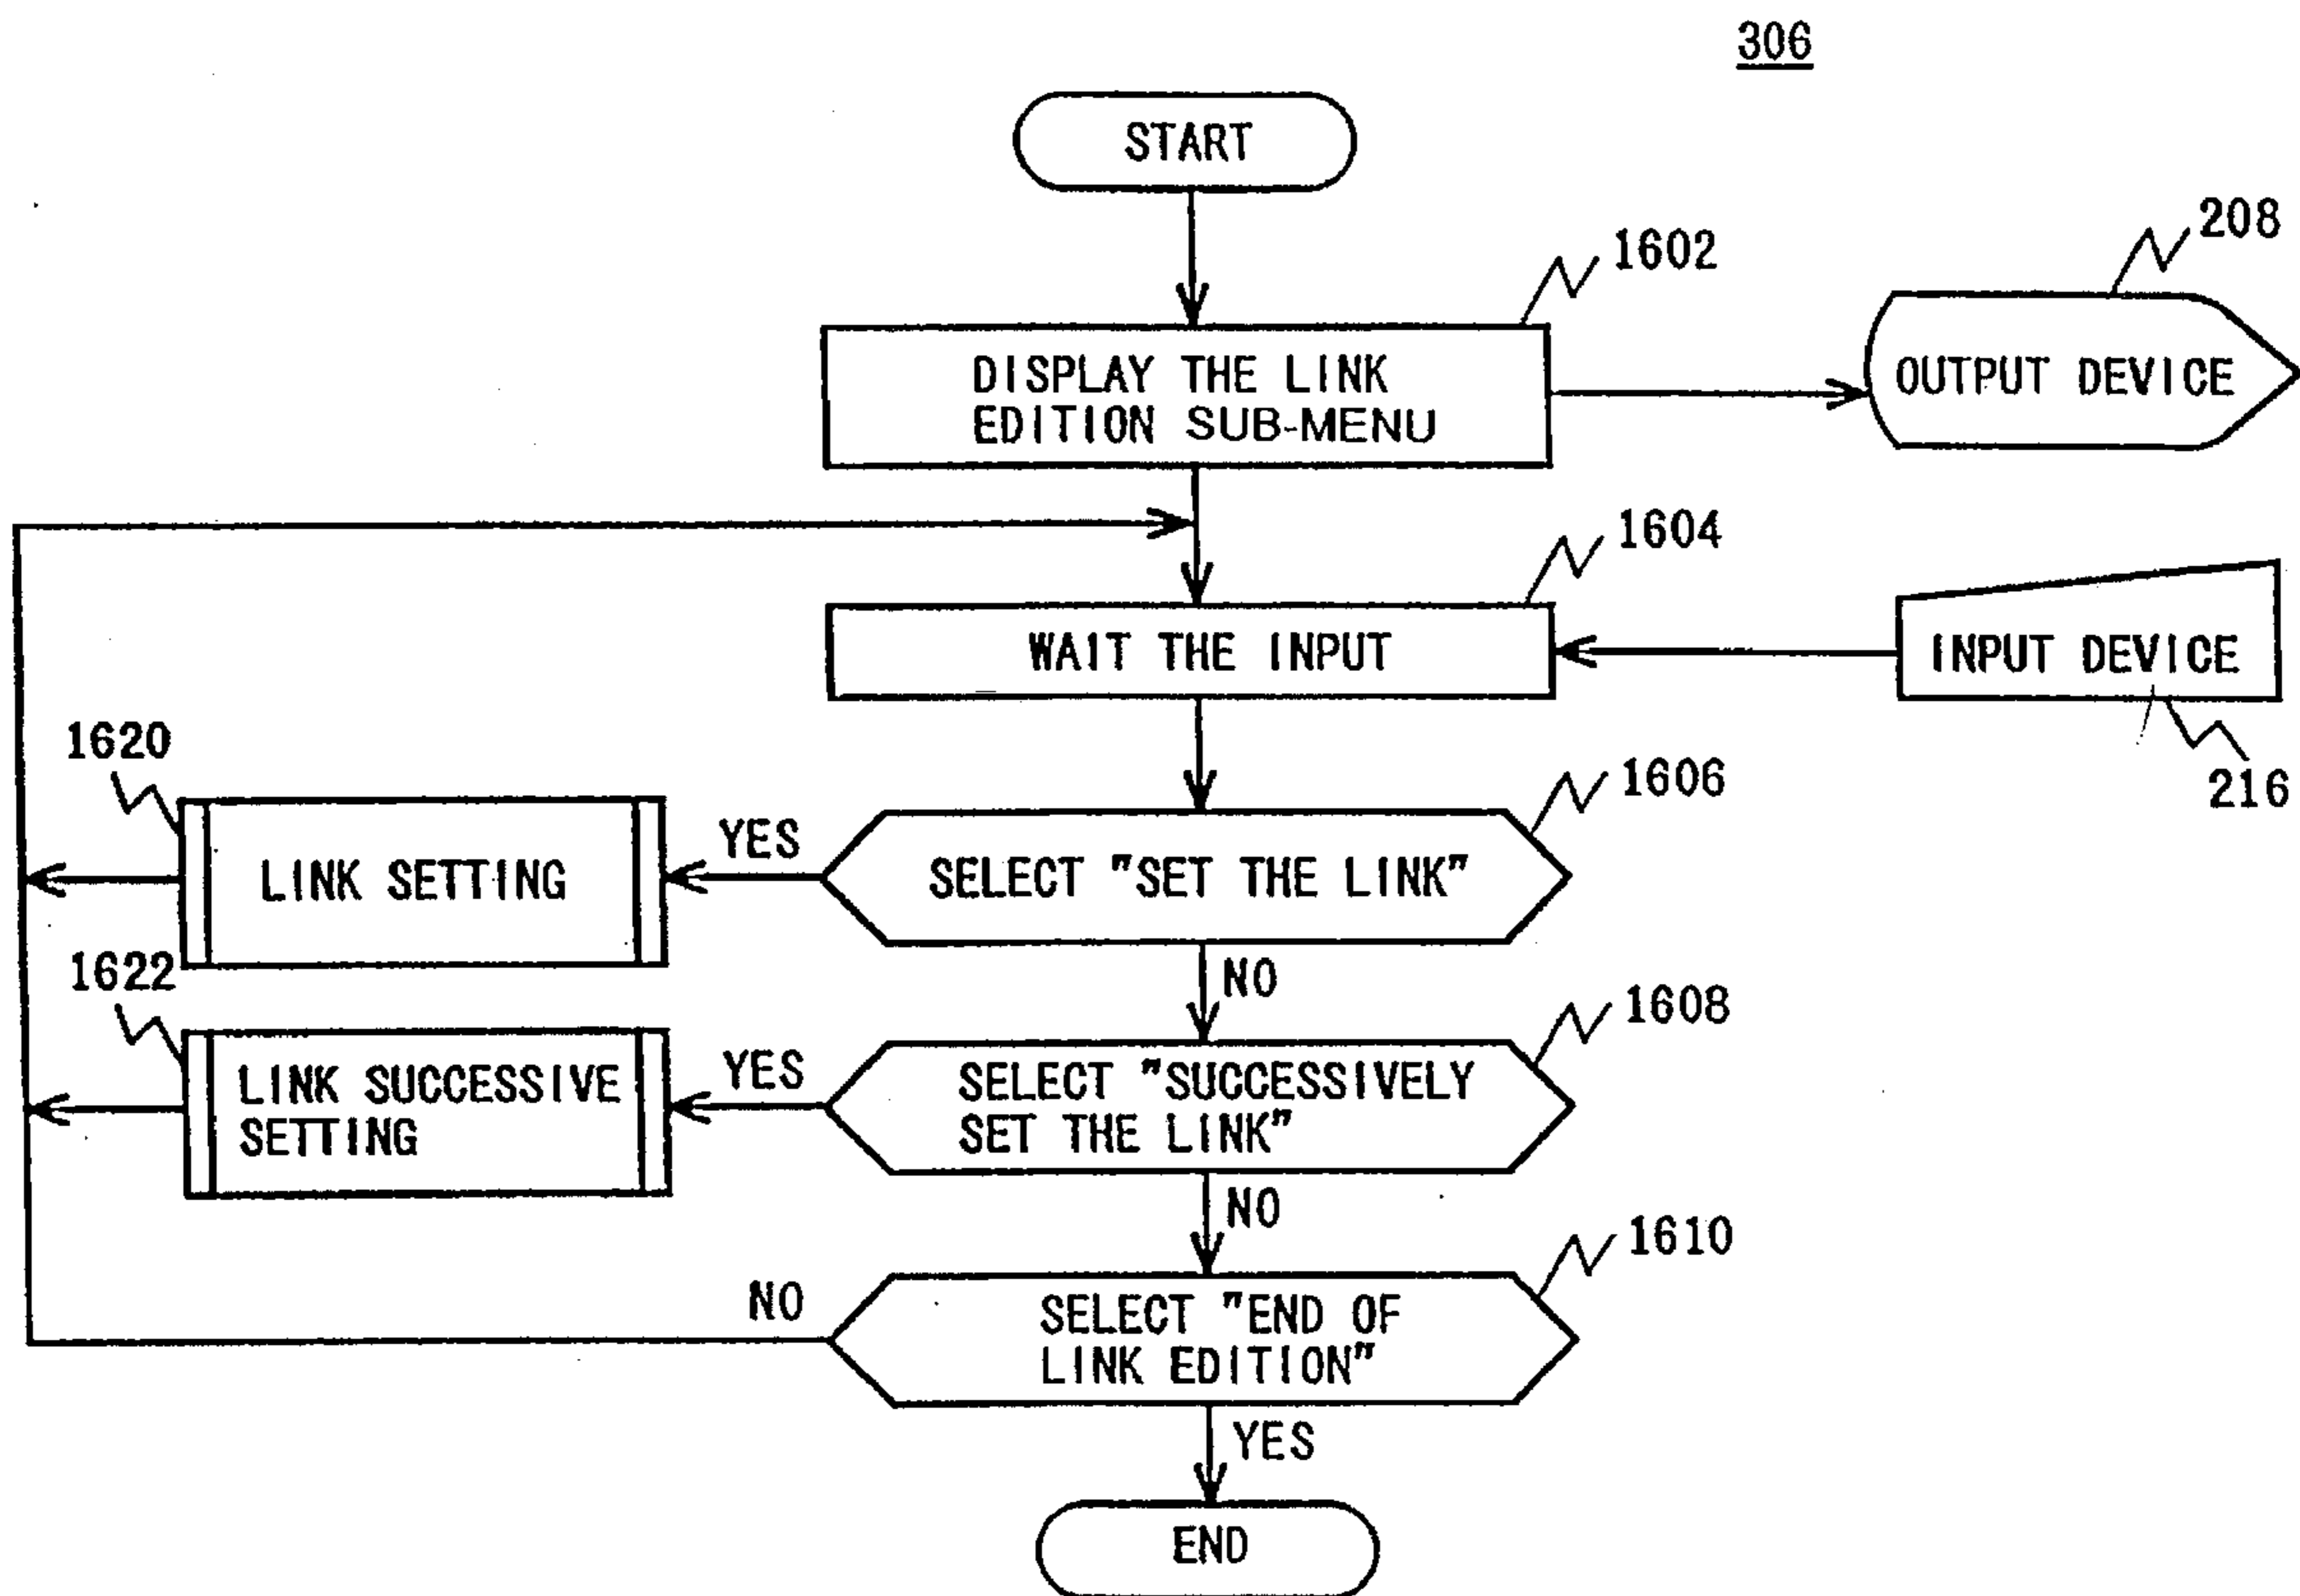 306
START
208
1602
DISPLAY THE LINK
EDITION SUB-MENU
OUTPUT DEVICE
1604
WAIT THE INPUT
INPUT DEVICE
216
1620
1606
LINK SETTING
YES
SELECT "SET THE LINK"
NO
1622
1608
LINK SUCCESSIVE
SETTING
YES
SELECT "SUCCESSIVELY
SET THE LINK"
NO
1610
NO
SELECT "END OF
LINK EDITION"
YES
END